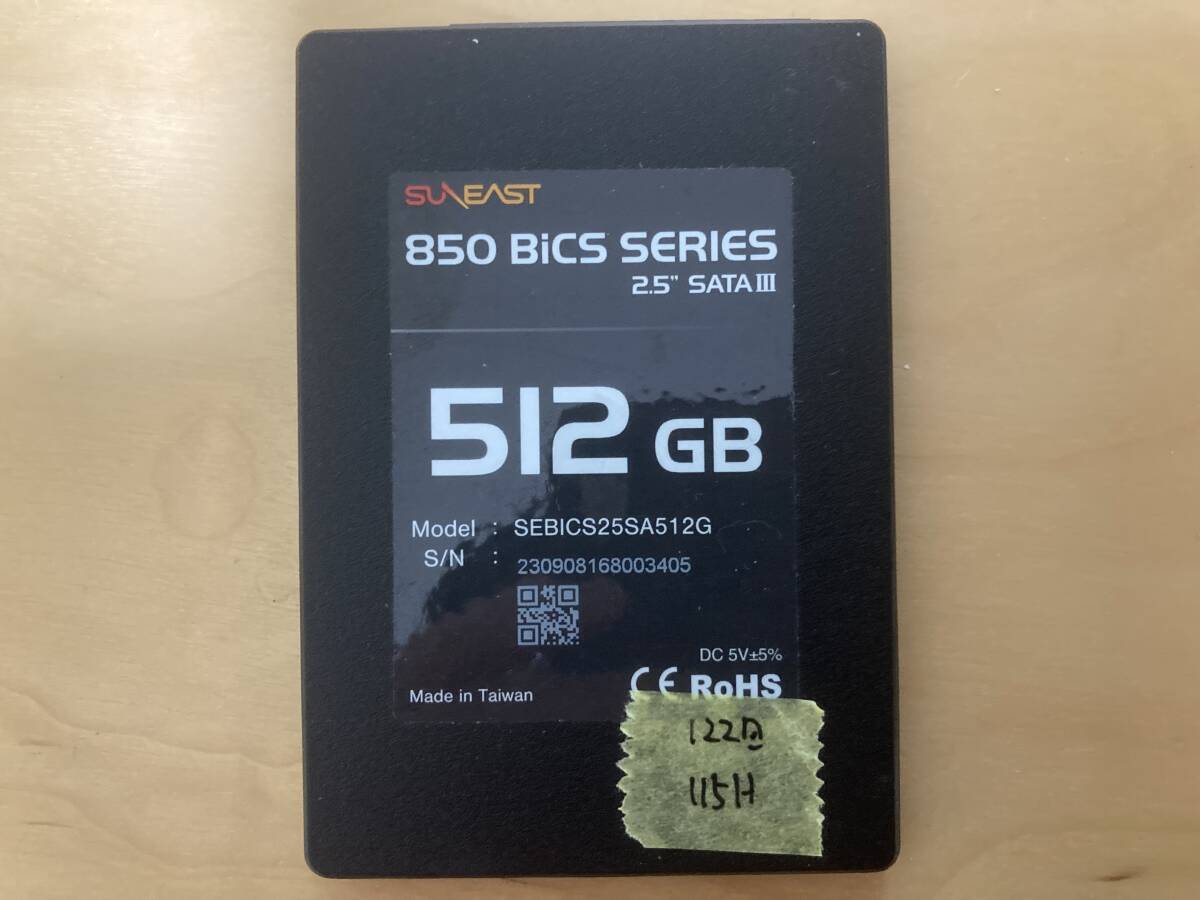 SUNEAST
850 BiCS SERIES
2.5" SATA III
512 GB
Model : SEBICS25SA512G
S/N : 230908168003405
DC 5V±5%
Made in Taiwan
CE RoHS
122回
115H